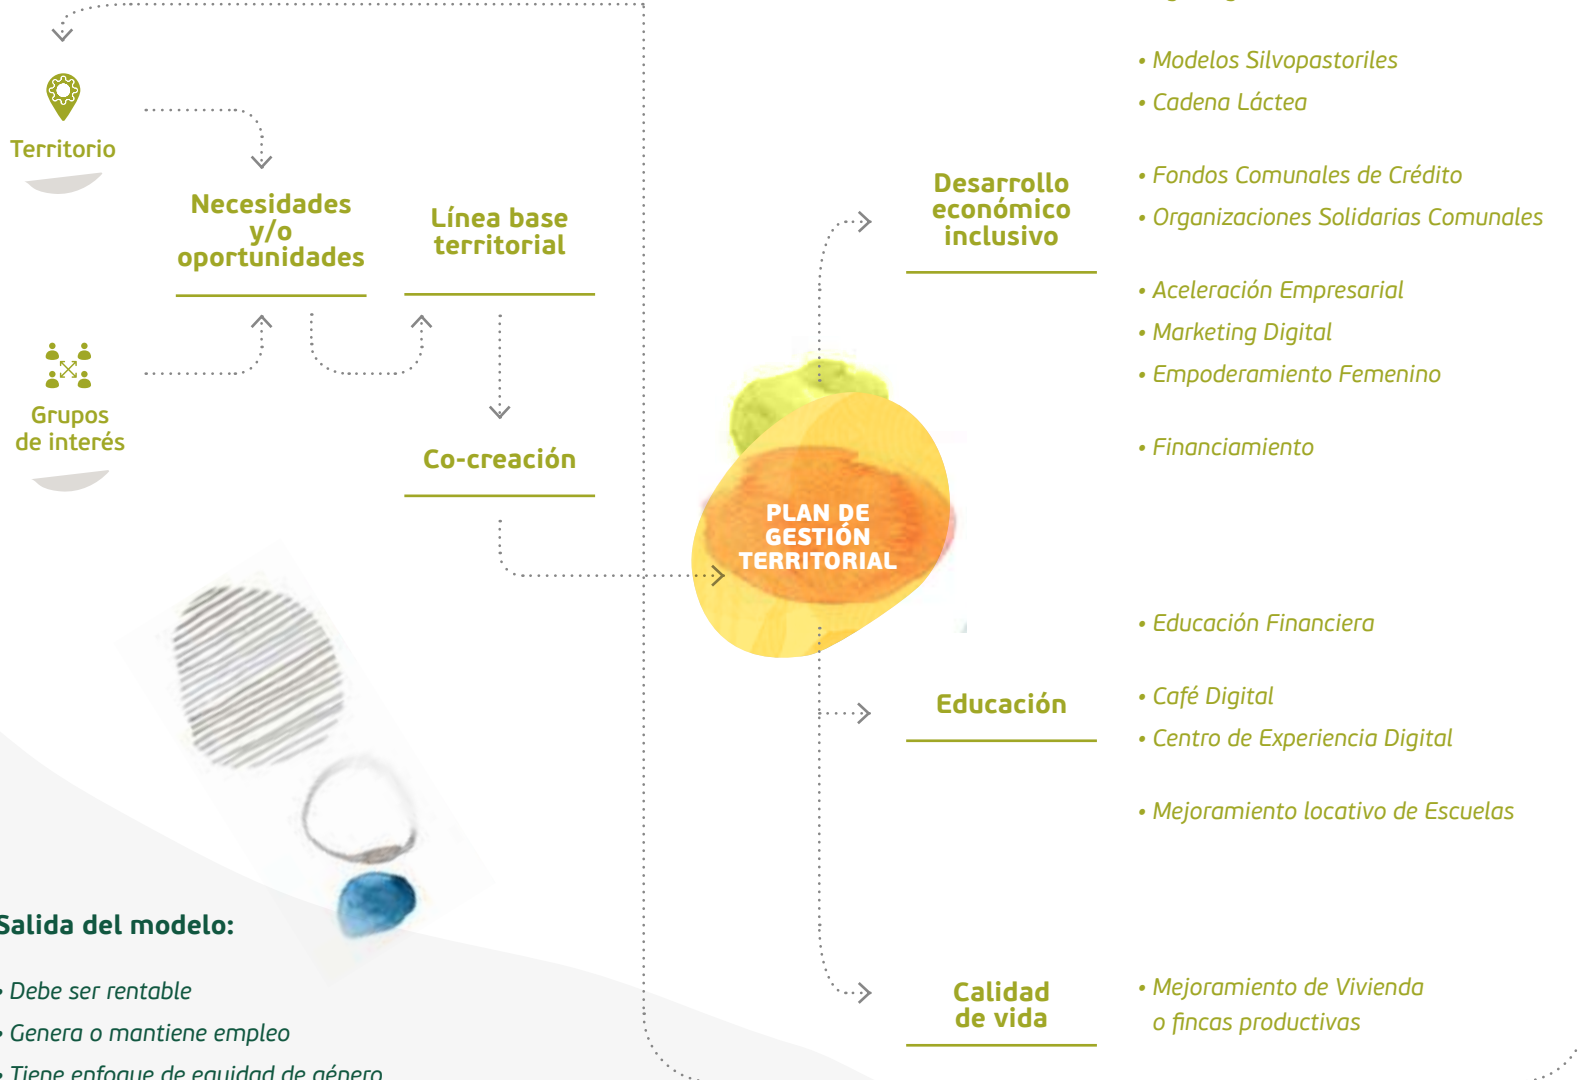 Territorio
Necesidades
y/o
oportunidades
Línea base
territorial
Grupos
de interés
Co-creación
PLAN DE
GESTIÓN
TERRITORIAL
Desarrollo
económico
inclusivo
• Modelos Silvopastoriles
• Cadena Láctea
• Fondos Comunales de Crédito
• Organizaciones Solidarias Comunales
• Aceleración Empresarial
• Marketing Digital
• Empoderamiento Femenino
• Financiamiento
Educación
• Educación Financiera
• Café Digital
• Centro de Experiencia Digital
• Mejoramiento locativo de Escuelas
Calidad
de vida
• Mejoramiento de Vivienda
o fincas productivas
Salida del modelo:
• Debe ser rentable
• Genera o mantiene empleo
• Tiene enfoque de equidad de género